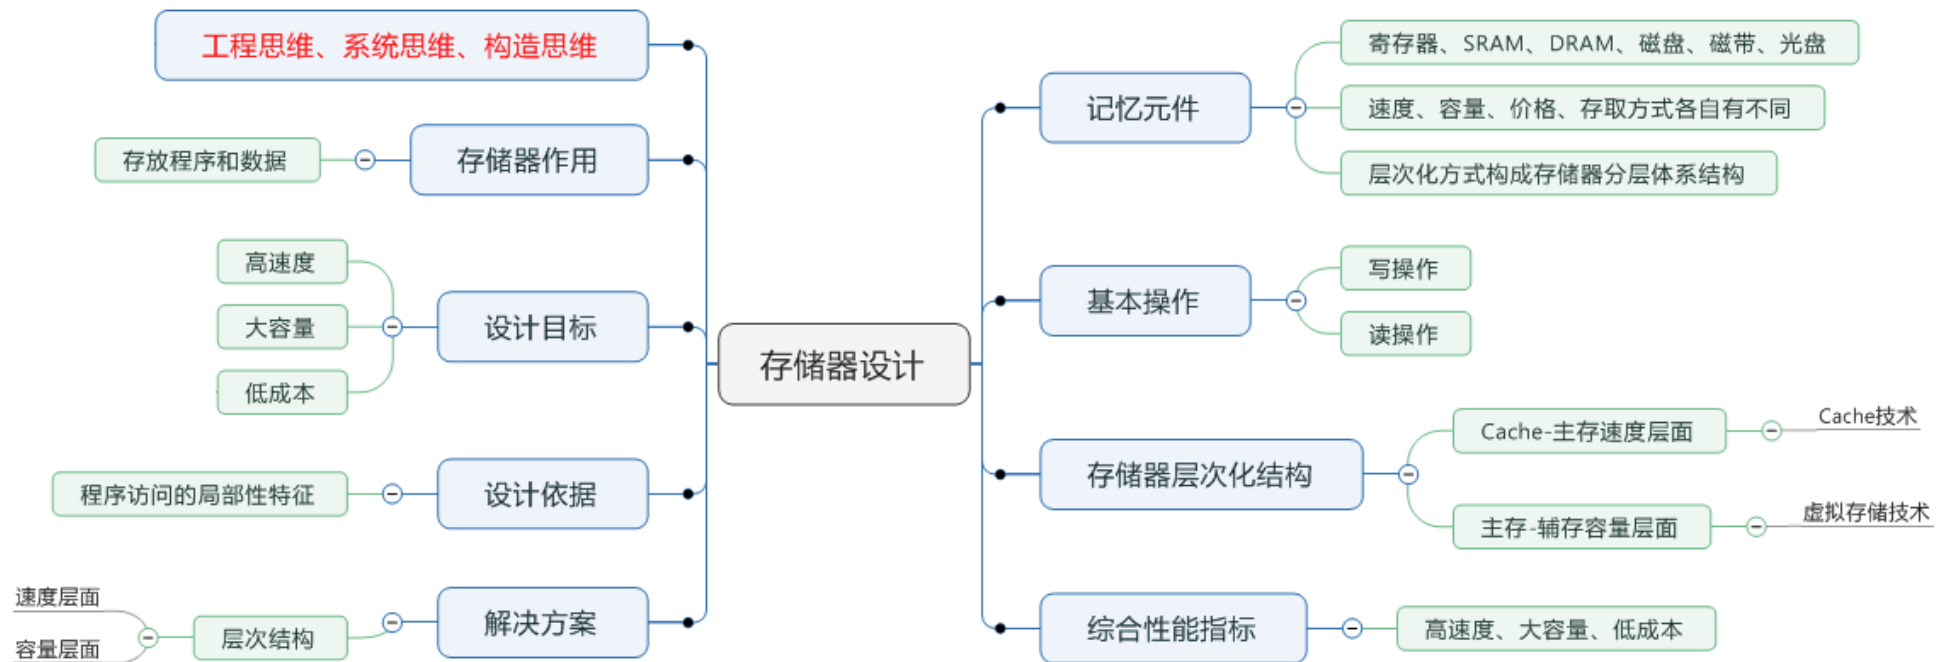 工程思维、系统思维、构造思维
存储器作用
存放程序和数据
设计目标
高速度
大容量
低成本
设计依据
程序访问的局部性特征
解决方案
层次结构
速度层面
容量层面
存储器设计
记忆元件
寄存器、SRAM、DRAM、磁盘、磁带、光盘
速度、容量、价格、存取方式各自有不同
层次化方式构成存储器分层体系结构
基本操作
写操作
读操作
存储器层次化结构
Cache-主存速度层面
Cache技术
主存-辅存容量层面
虚拟存储技术
综合性能指标
高速度、大容量、低成本